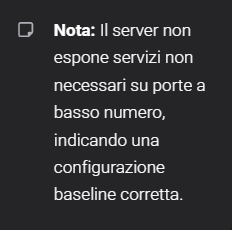 Nota: Il server non
espone servizi non
necessari su porte a
basso numero,
indicando una
configurazione
baseline corretta.